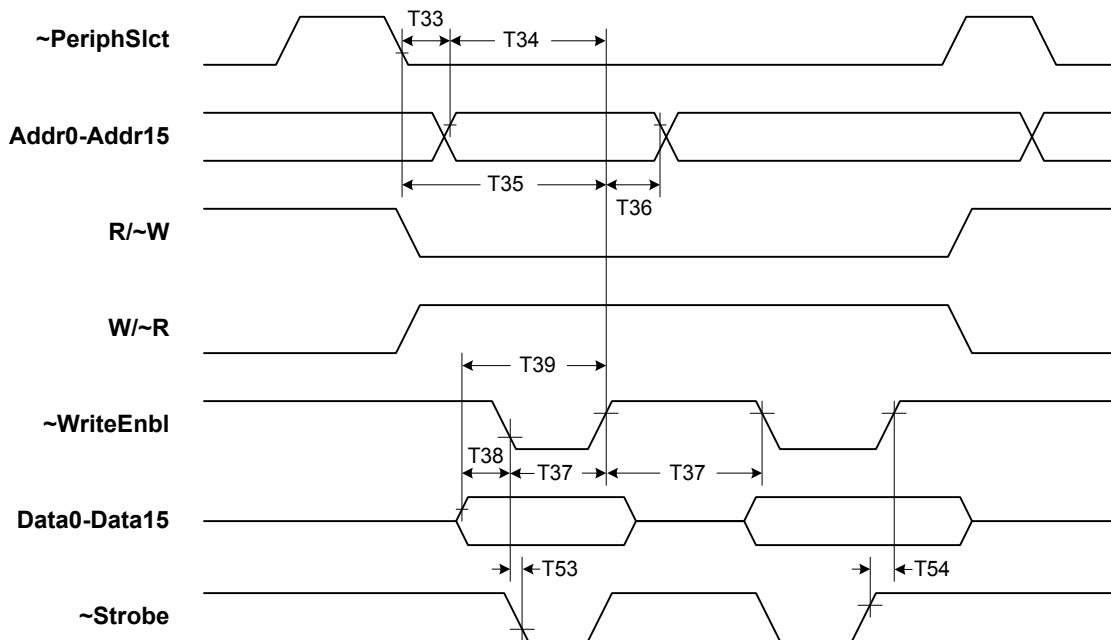 ~PeriphSlct
T33
T34
Addr0-Addr15
T35
T36
R/~W
W/~R
T39
~WriteEnbl
T38
T37
T37
Data0-Data15
T53
T54
~Strobe